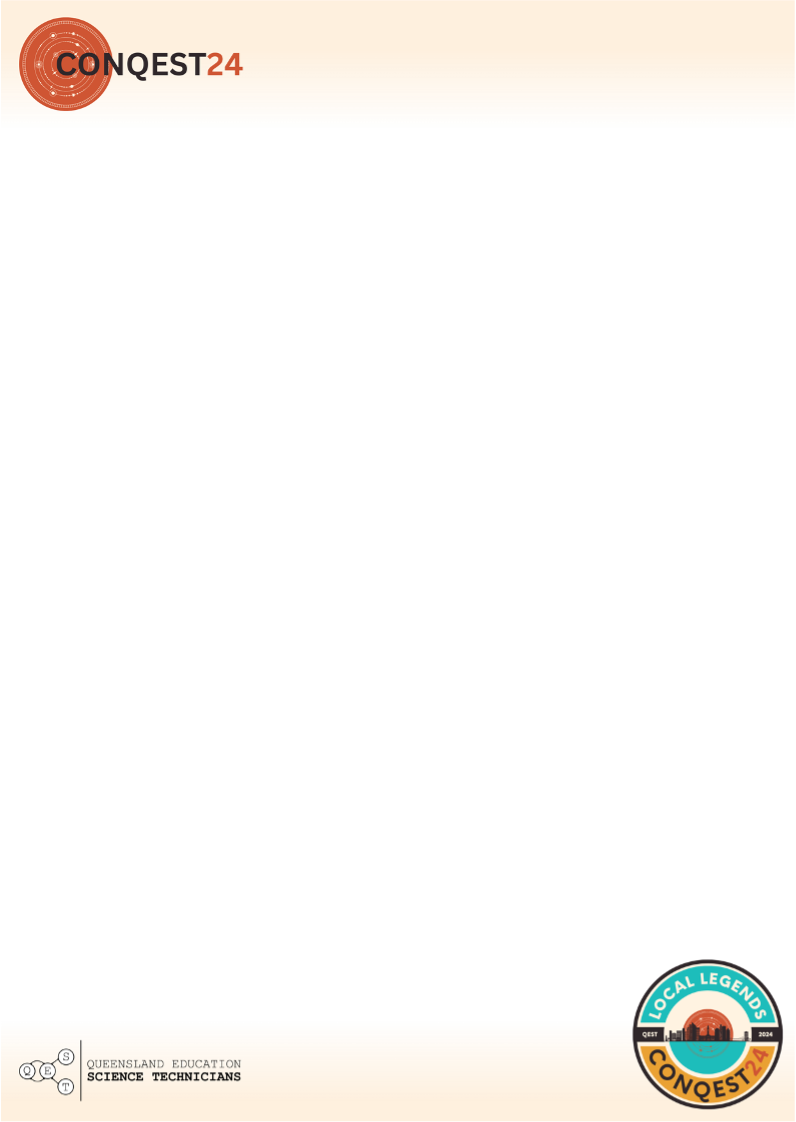 CONQEST24
LOCAL LEGENDS
QEST
2024
CONQEST24
Q E S T
QUEENSLAND EDUCATION
SCIENCE TECHNICIANS